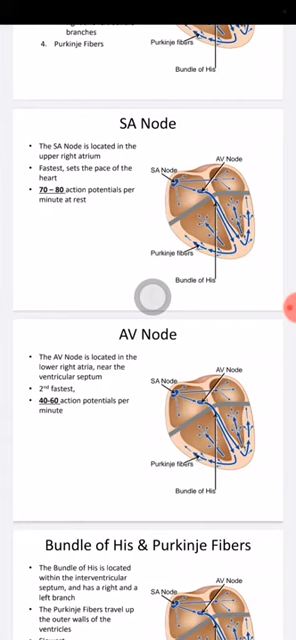 branches
4. Purkinje Fibers
Purkinje fibers
Bundle of His
SA Node
• The SA Node is located in the
upper right atrium
• Fastest, sets the pace of the
heart
• 70 – 80 action potentials per
minute at rest
AV Node
SA Node
Purkinje fibers
Bundle of His
AV Node
• The AV Node is located in the
lower right atria, near the
ventricular septum
• 2nd fastest,
• 40-60 action potentials per
minute
AV Node
SA Node
Purkinje fibers
Bundle of His
Bundle of His & Purkinje Fibers
• The Bundle of His is located
within the interventricular
septum, and has a right and a
left branch
• The Purkinje Fibers travel up
the outer walls of the
ventricles
AV Node
SA Node